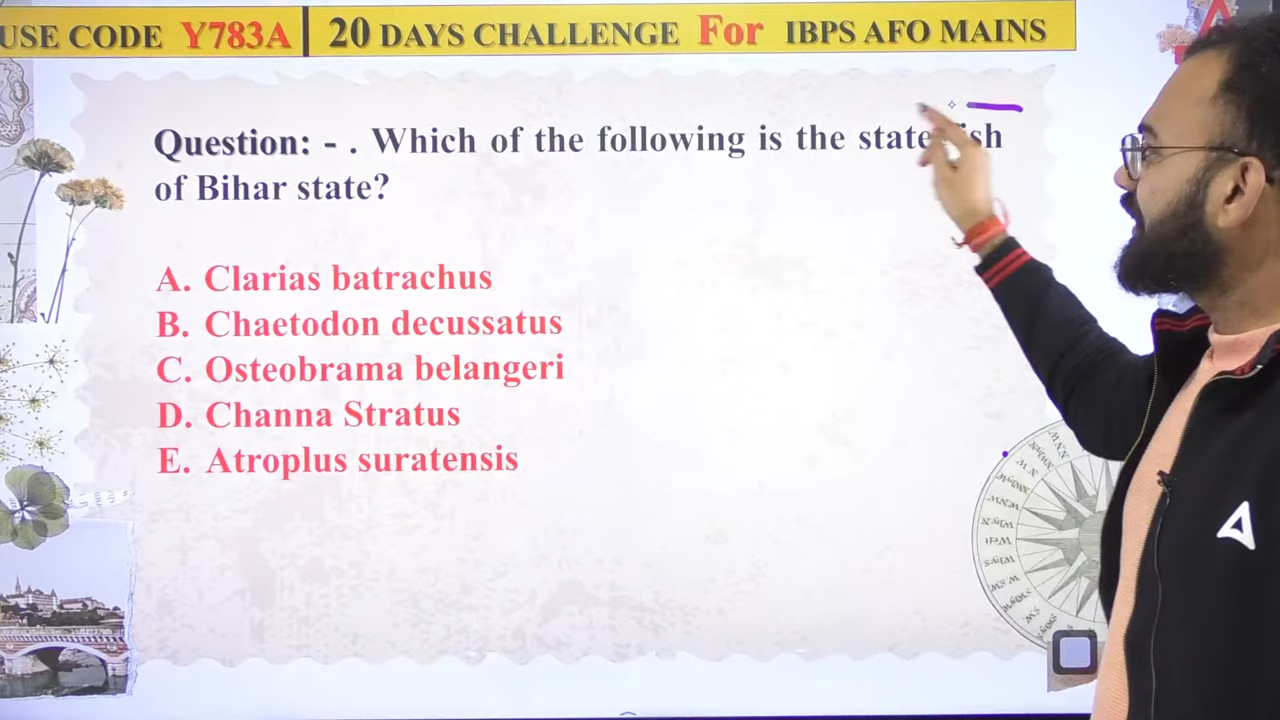 USE CODE Y783A 20 DAYS CHALLENGE For IBPS AFO MAINS
Question: - . Which of the following is the state fish
of Bihar state?
A. Clarias batrachus
B. Chaetodon decussatus
C. Osteobrama belangeri
D. Channa Stratus
E. Atroplus suratensis